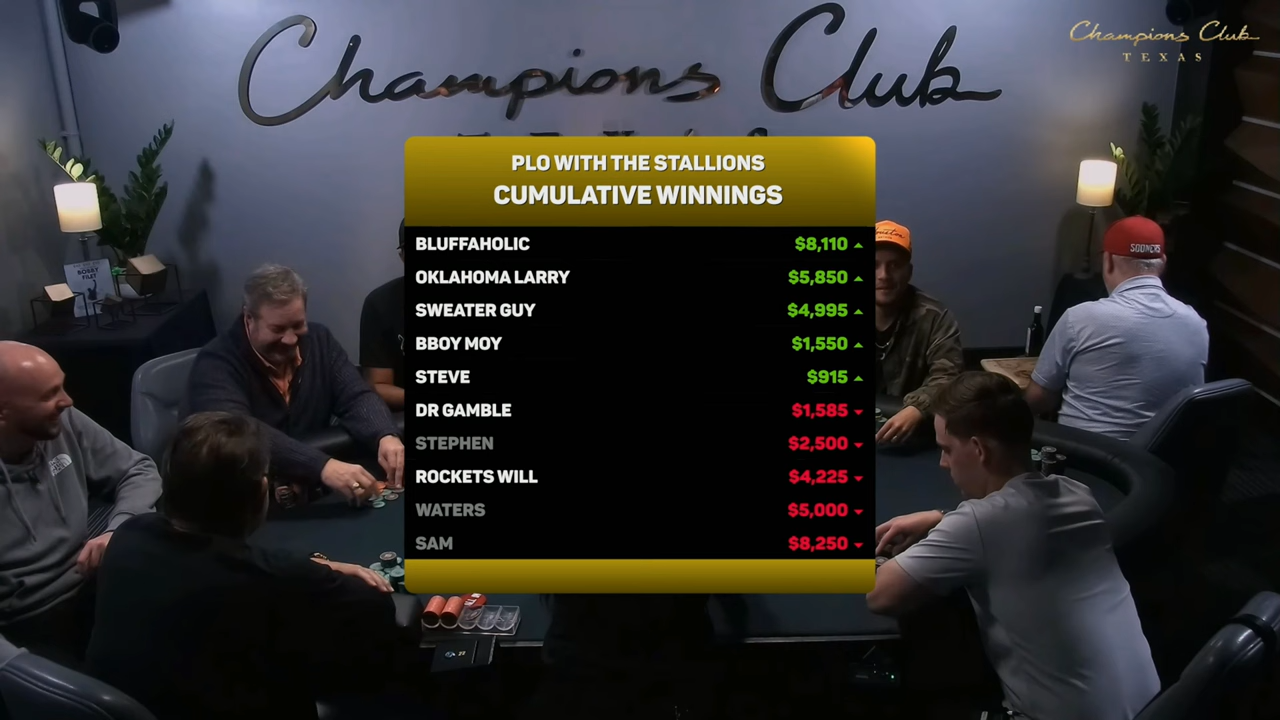 Champions Club
Champions Club
TEXAS
PLO WITH THE STALLIONS
CUMULATIVE WINNINGS
BLUFFAHOLIC $8,110
OKLAHOMA LARRY $5,850
SWEATER GUY $4,995
BBOY MOY $1,550
STEVE $915
DR GAMBLE $1,585
STEPHEN $2,500
ROCKETS WILL $4,225
WATERS $5,000
SAM $8,250
SOONERS
BOBBY